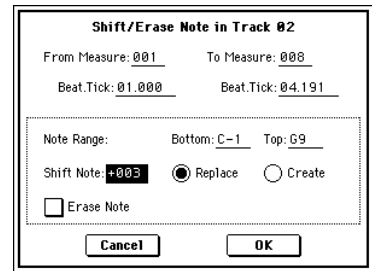 Shift/Erase Note in Track 02
From Measure: 001 To Measure: 008
Beat.Tick: 01.000 Beat.Tick: 04.191
Note Range: Bottom: C-1 Top: G9
Shift Note: +003 Replace Create
Erase Note
Cancel OK